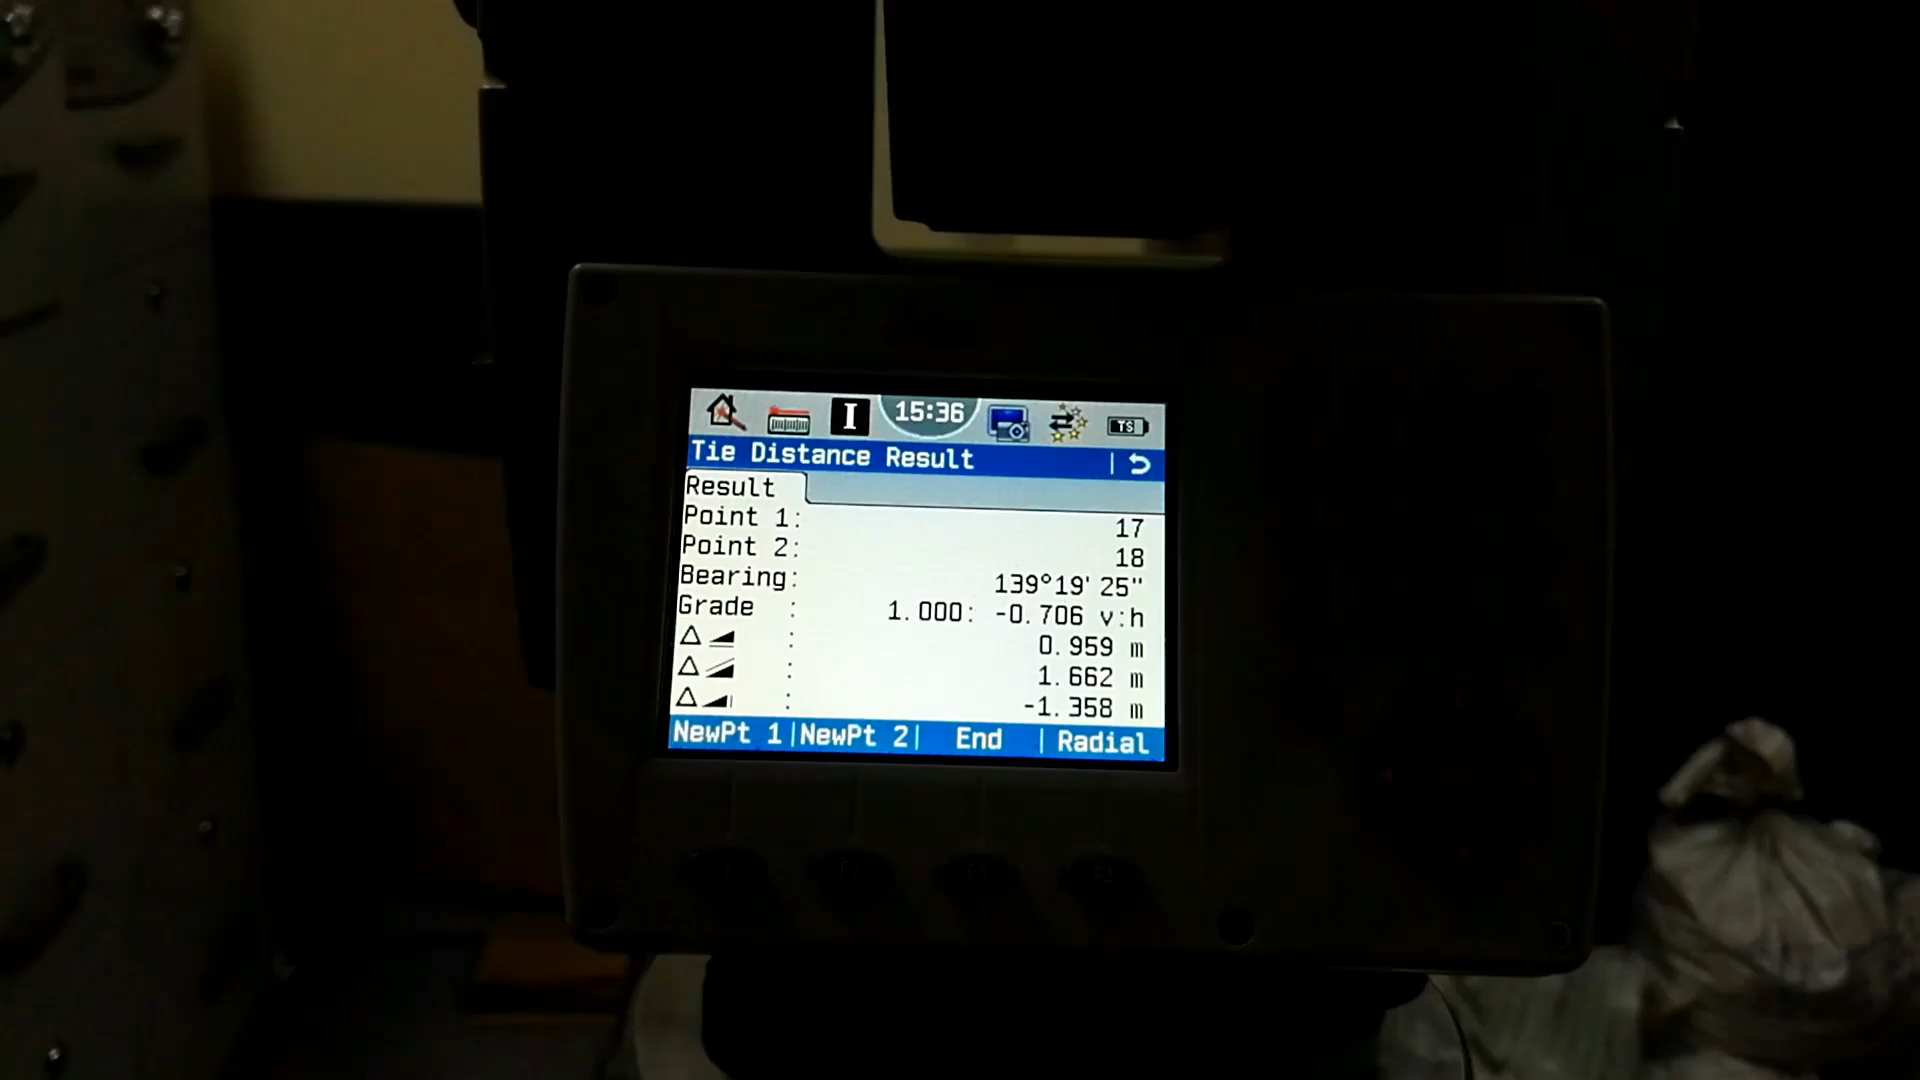 I 15:36 TS
Tie Distance Result
Result
Point 1: 17
Point 2: 18
Bearing: 139°19'25"
Grade : 1.000: -0.706 v:h
: 0.959 m
: 1.662 m
: -1.358 m
NewPt 1|NewPt 2| End | Radial